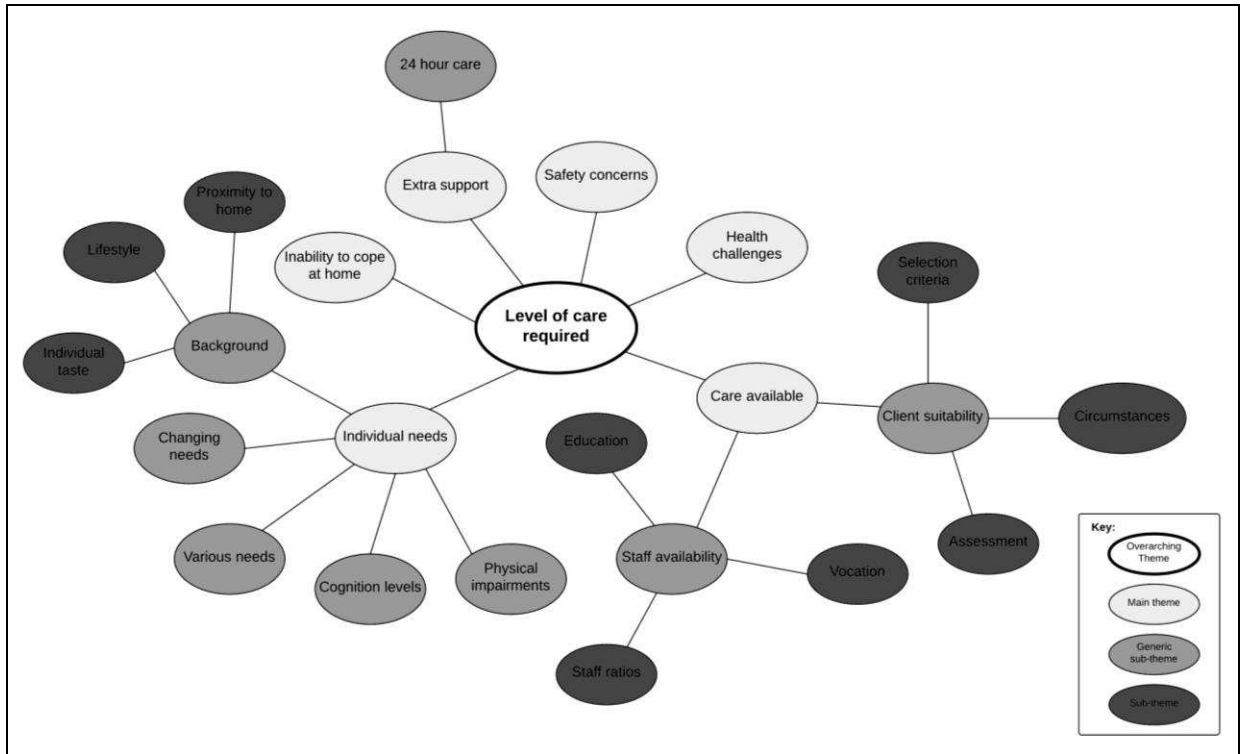 24 hour care
Extra support
Safety concerns
Proximity to
home
Lifestyle
Inability to cope
at home
Health
challenges
Selection
criteria
Level of care
required
Individual
taste
Background
Care available
Client suitability
Circumstances
Changing
needs
Individual needs
Education
Various needs
Cognition levels
Physical
impairments
Staff availability
Vocation
Assessment
Staff ratios
Key:
Overarching
Theme
Main theme
Generic
sub-theme
Sub-theme